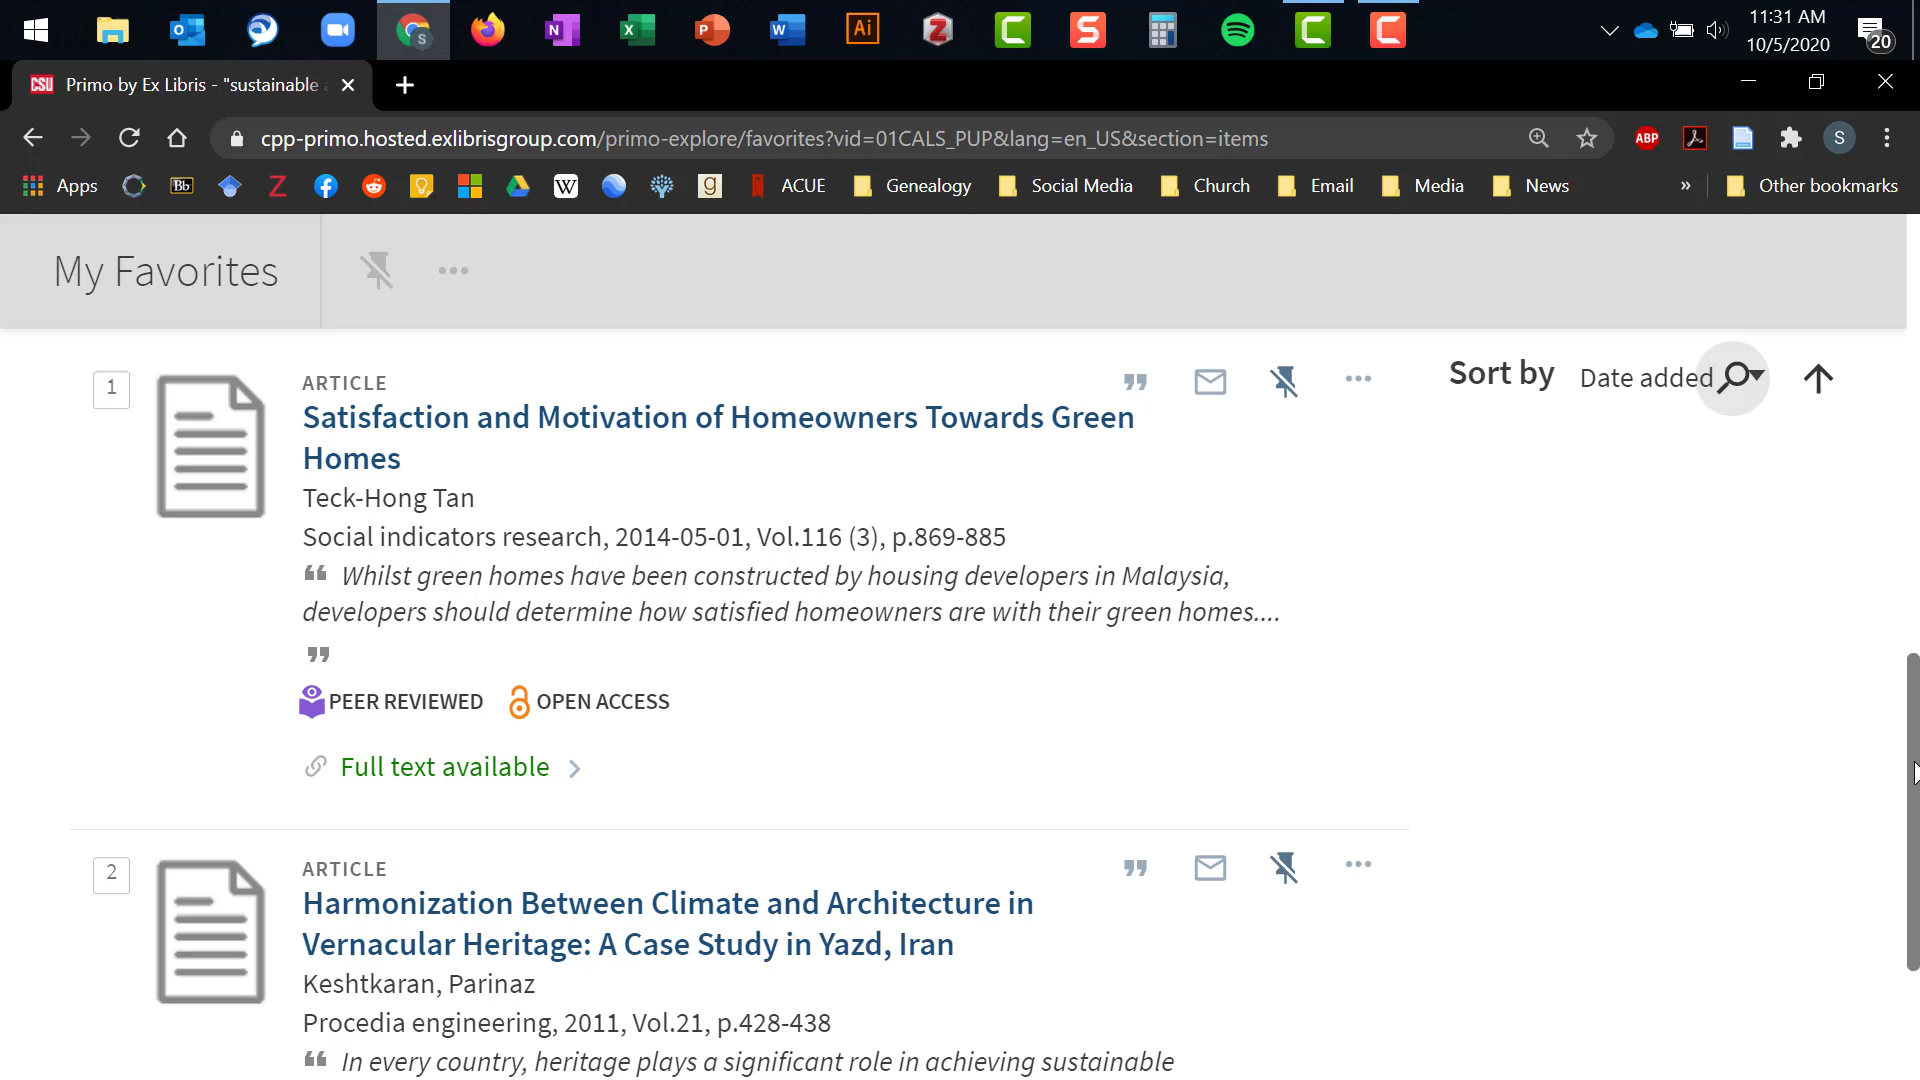 11:31 AM
10/5/2020
20
CSU Primo by Ex Libris - "sustainable
cpp-primo.hosted.exlibrisgroup.com/primo-explore/favorites?vid=01CALS_PUP&lang=en_US&section=items
ABP
S
Apps
Bb
Z
W
g
ACUE
Genealogy
Social Media
Church
Email
Media
News
»
Other bookmarks
My Favorites
1
ARTICLE
Satisfaction and Motivation of Homeowners Towards Green
Homes
Teck-Hong Tan
Social indicators research, 2014-05-01, Vol.116 (3), p.869-885
“ Whilst green homes have been constructed by housing developers in Malaysia,
developers should determine how satisfied homeowners are with their green homes....
”
PEER REVIEWED OPEN ACCESS
Full text available
Sort by Date added
2
ARTICLE
Harmonization Between Climate and Architecture in
Vernacular Heritage: A Case Study in Yazd, Iran
Keshtkaran, Parinaz
Procedia engineering, 2011, Vol.21, p.428-438
“ In every country, heritage plays a significant role in achieving sustainable